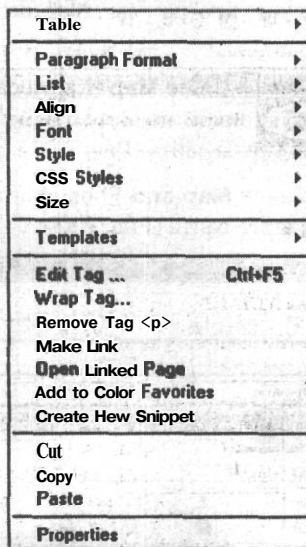 Table
Paragraph Format
List
Align
Font
Style
CSS Styles
Size
Templates
Edit Tag ... Ctrl+F5
Wrap Tag...
Remove Tag <p>
Make Link
Open Linked Page
Add to Color Favorites
Create Hew Snippet
Cut
Copy
Paste
Properties